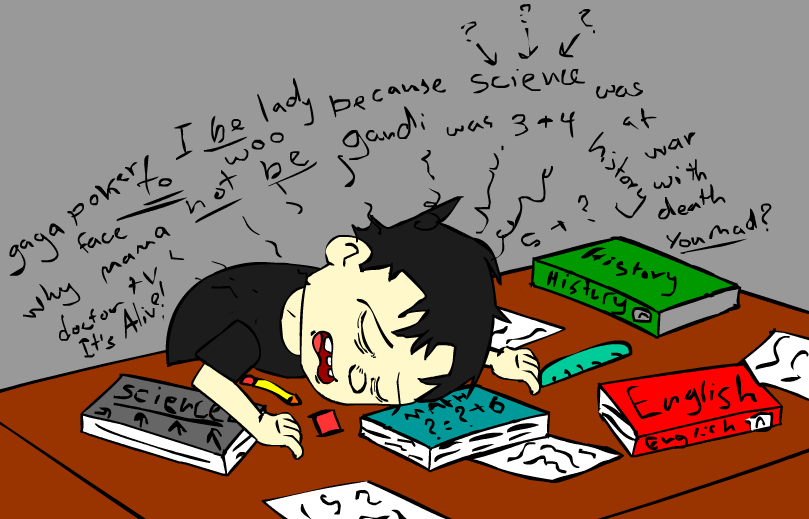 ? ? ?
gaga poker to I be lady because science was
face not woo be gandi was 3 + 4 at
why mama history war
doctor tv s + ? with
It's Alive! death
You mad?
History
History
science
MATH
? = ? + 6
English
English